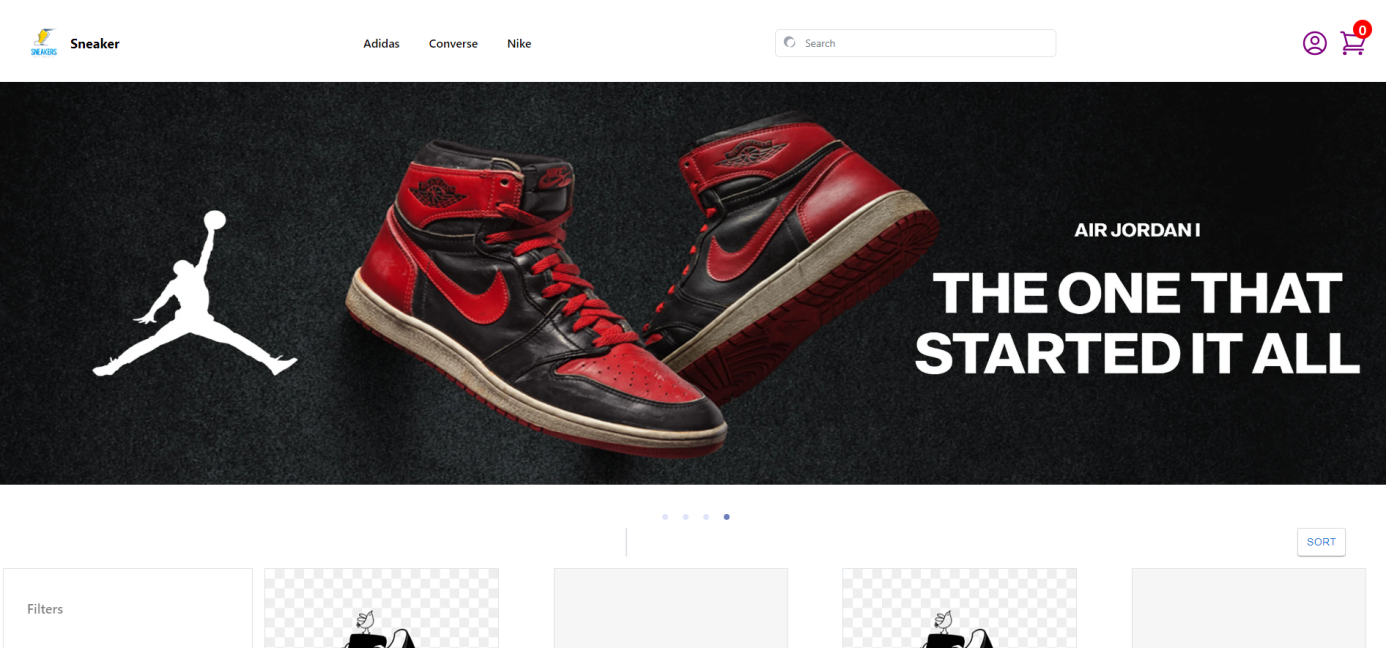 SNEAKERS
Sneaker
Adidas
Converse
Nike
Search
0
AIR JORDAN I
THE ONE THAT
STARTED IT ALL
SORT
Filters